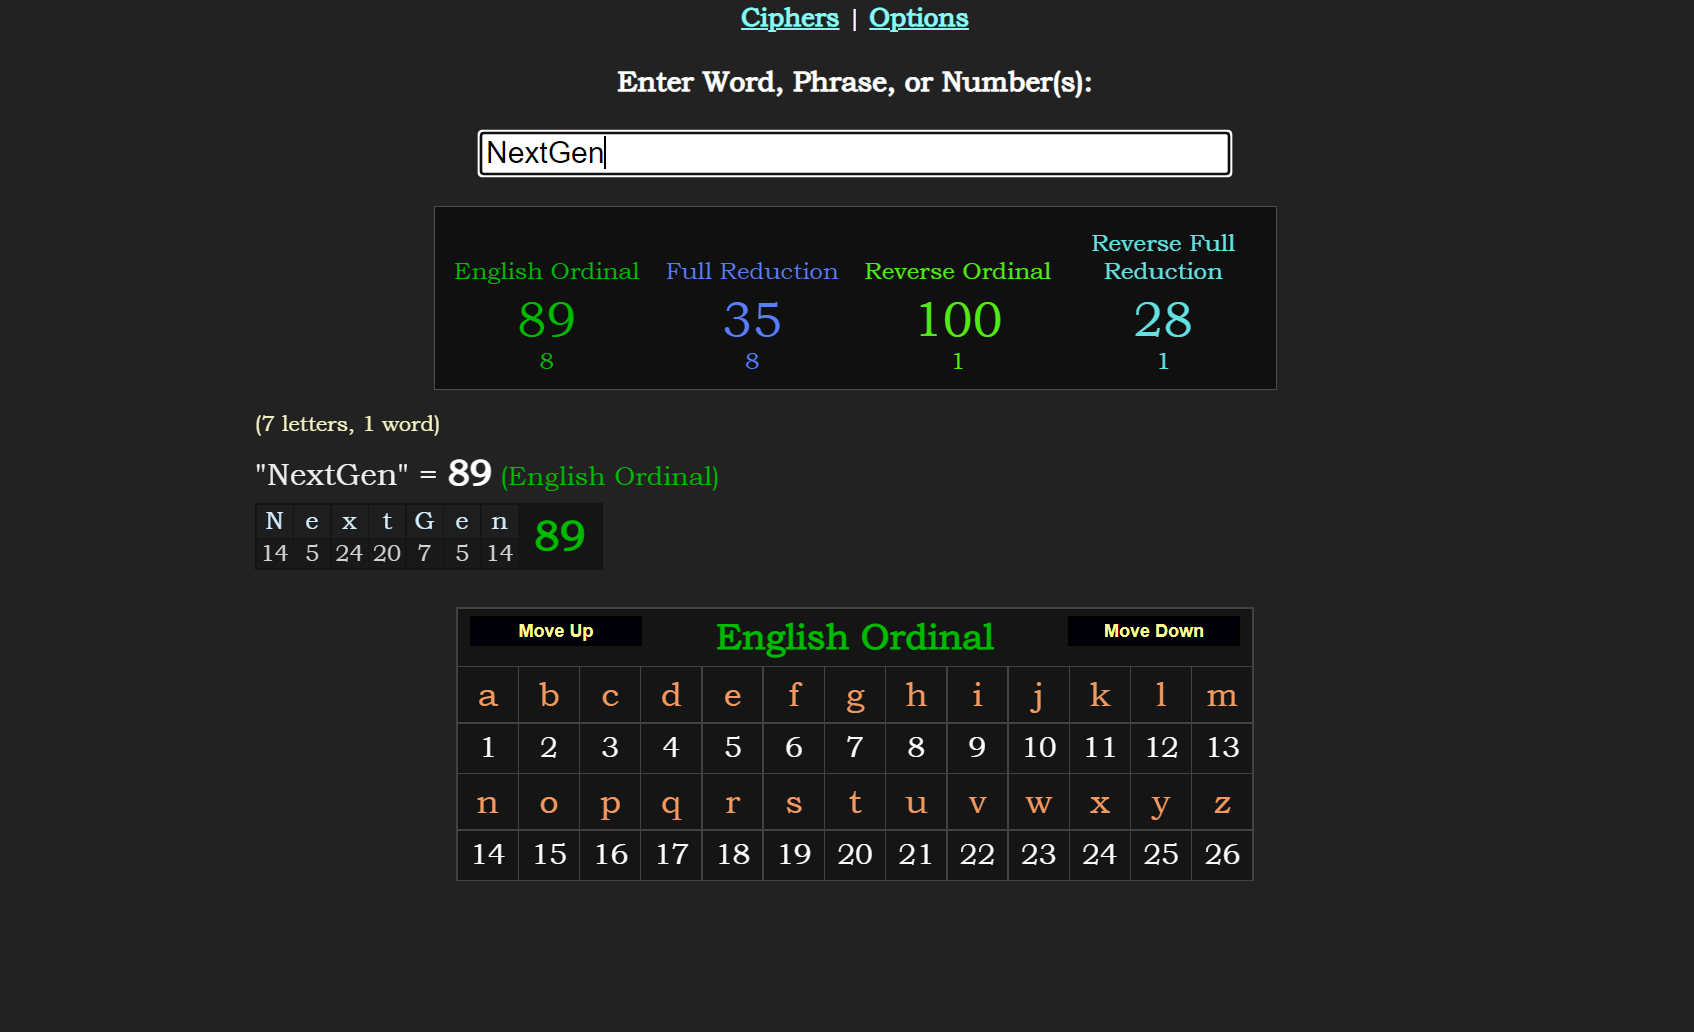 Ciphers | Options
Enter Word, Phrase, or Number(s):
NextGen
English Ordinal Full Reduction Reverse Ordinal Reverse Full Reduction
89 35 100 28
8 8 1 1
(7 letters, 1 word)
"NextGen" = 89 (English Ordinal)
N e x t G e n 89
14 5 24 20 7 5 14
Move Up English Ordinal Move Down
a b c d e f g h i j k l m
1 2 3 4 5 6 7 8 9 10 11 12 13
n o p q r s t u v w x y z
14 15 16 17 18 19 20 21 22 23 24 25 26